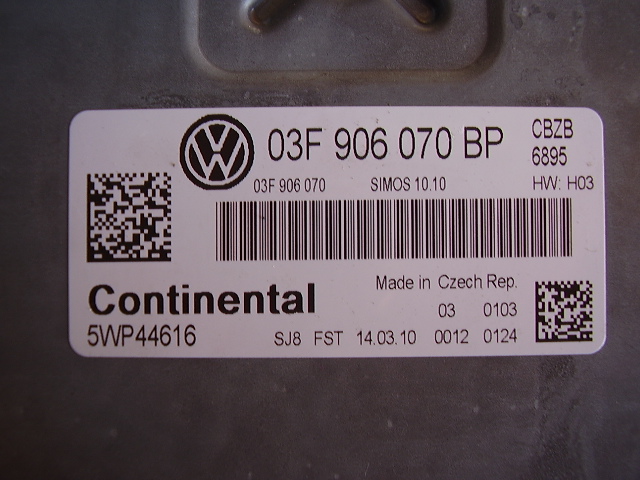 03F 906 070 BP CBZB
6895
03F 906 070 SIMOS 10.10 HW: H03
Made in Czech Rep.
Continental
03 0103
5WP44616 SJ8 FST 14.03.10 0012 0124